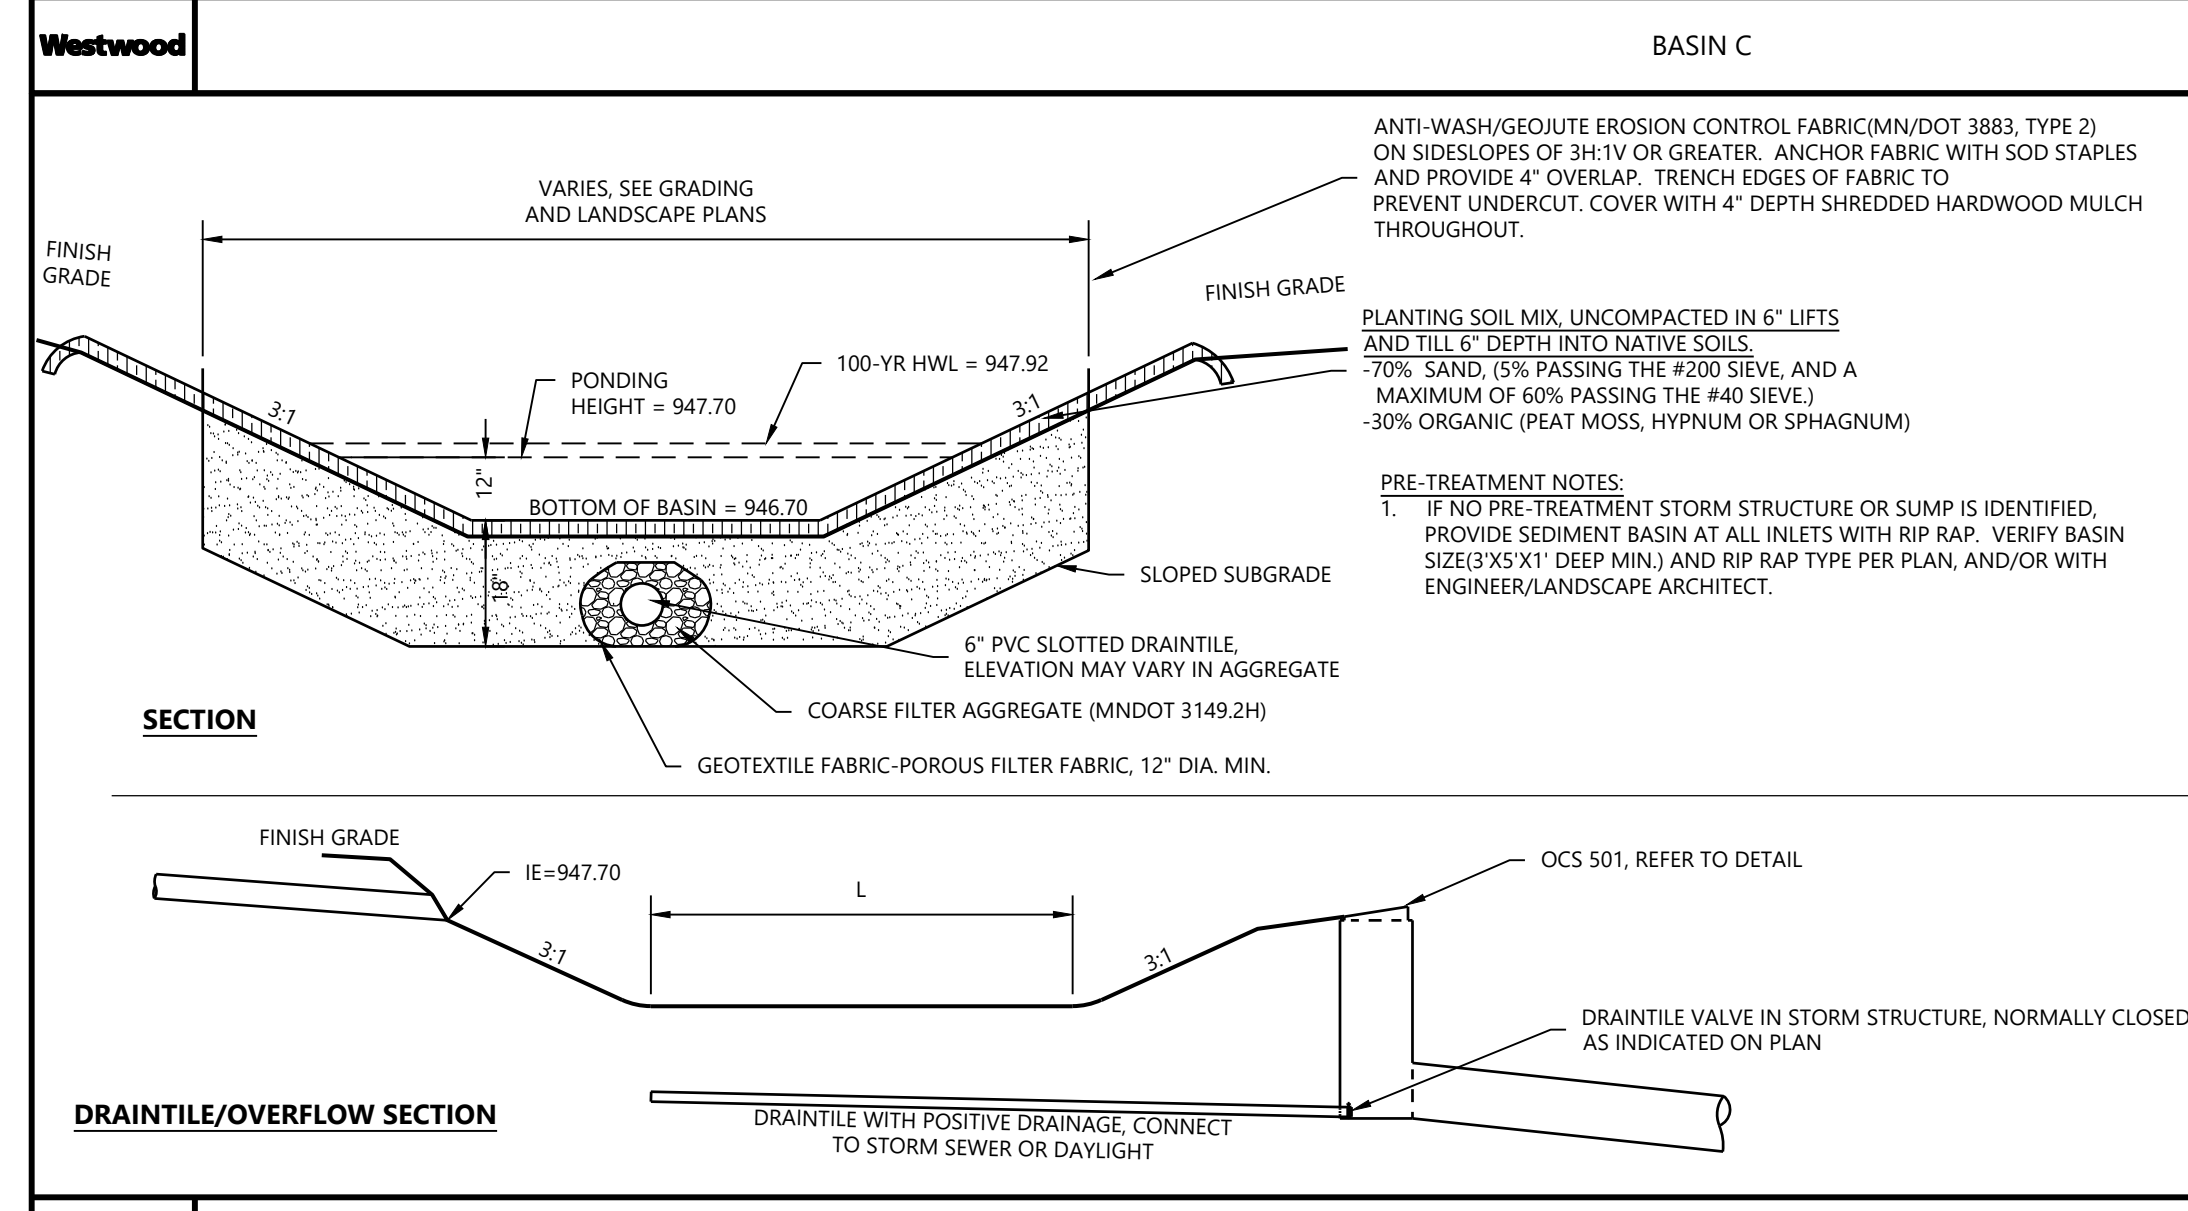 Westwood
BASIN C
ANTI-WASH/GEOJUTE EROSION CONTROL FABRIC(MN/DOT 3883, TYPE 2)
ON SIDESLOPES OF 3H:1V OR GREATER. ANCHOR FABRIC WITH SOD STAPLES
AND PROVIDE 4" OVERLAP. TRENCH EDGES OF FABRIC TO
PREVENT UNDERCUT. COVER WITH 4" DEPTH SHREDDED HARDWOOD MULCH
THROUGHOUT.
VARIES, SEE GRADING
AND LANDSCAPE PLANS
FINISH
GRADE
FINISH GRADE
PLANTING SOIL MIX, UNCOMPACTED IN 6" LIFTS
AND TILL 6" DEPTH INTO NATIVE SOILS.
-70% SAND, (5% PASSING THE #200 SIEVE, AND A
MAXIMUM OF 60% PASSING THE #40 SIEVE.)
-30% ORGANIC (PEAT MOSS, HYPNUM OR SPHAGNUM)
100-YR HWL = 947.92
PONDING
HEIGHT = 947.70
3:1
3:1
12"
BOTTOM OF BASIN = 946.70
18"
PRE-TREATMENT NOTES:
1. IF NO PRE-TREATMENT STORM STRUCTURE OR SUMP IS IDENTIFIED,
PROVIDE SEDIMENT BASIN AT ALL INLETS WITH RIP RAP. VERIFY BASIN
SIZE(3'X5'X1' DEEP MIN.) AND RIP RAP TYPE PER PLAN, AND/OR WITH
ENGINEER/LANDSCAPE ARCHITECT.
SLOPED SUBGRADE
6" PVC SLOTTED DRAINTILE,
ELEVATION MAY VARY IN AGGREGATE
COARSE FILTER AGGREGATE (MNDOT 3149.2H)
GEOTEXTILE FABRIC-POROUS FILTER FABRIC, 12" DIA. MIN.
SECTION
FINISH GRADE
IE=947.70
L
OCS 501, REFER TO DETAIL
3:1
3:1
DRAINTILE VALVE IN STORM STRUCTURE, NORMALLY CLOSED
AS INDICATED ON PLAN
DRAINTILE WITH POSITIVE DRAINAGE, CONNECT
TO STORM SEWER OR DAYLIGHT
DRAINTILE/OVERFLOW SECTION